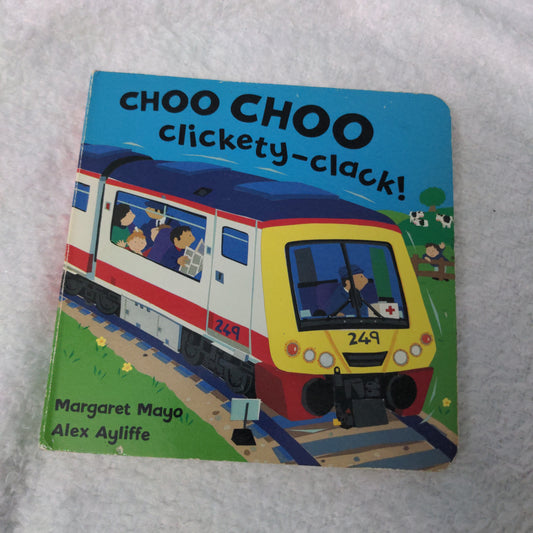 CHOO CHOO
clickety-clack!
249
249
Margaret Mayo
Alex Ayliffe